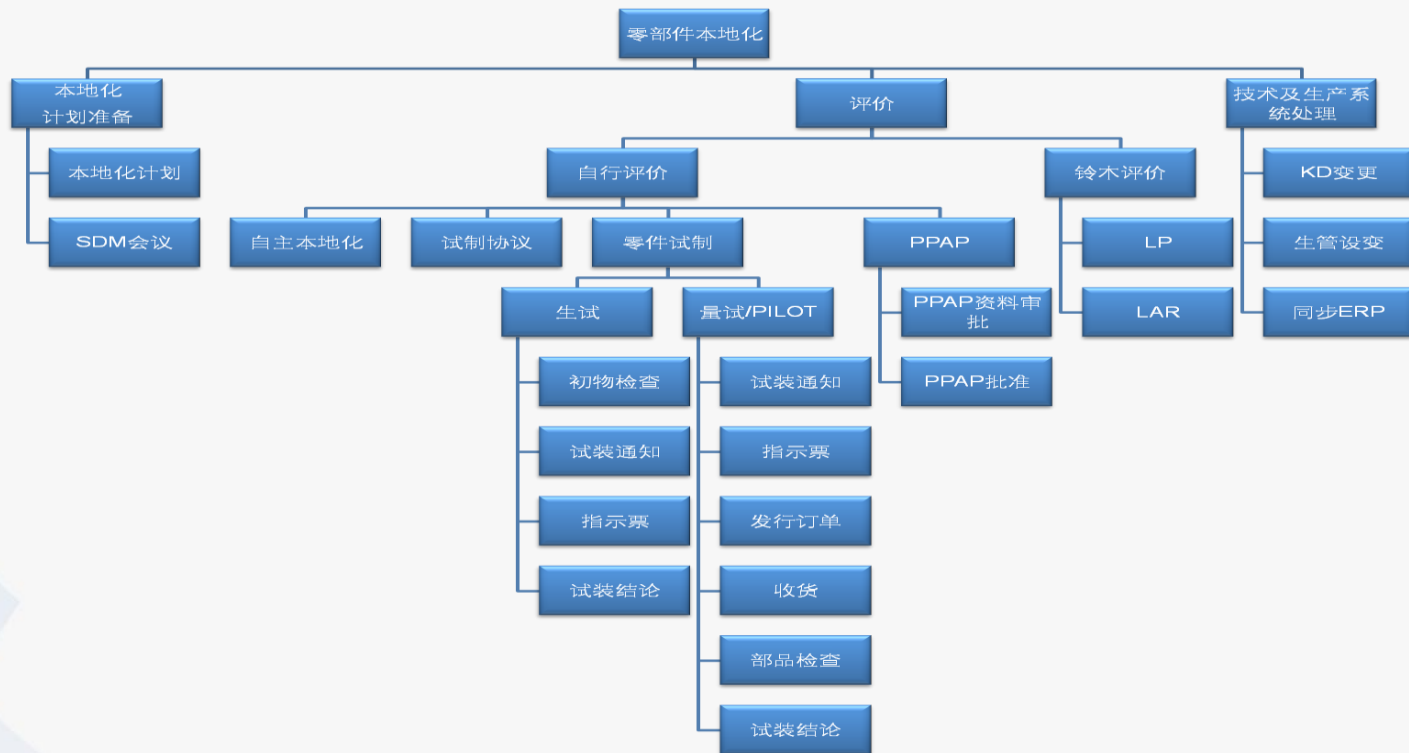 零部件本地化
本地化
计划准备
评价
技术及生产系
统处理
本地化计划
自行评价
铃木评价
KD变更
SDM会议
自主本地化
试制协议
零件试制
PPAP
LP
生管设变
生试
量试/PILOT
PPAP资料审
批
LAR
同步ERP
初物检查
试装通知
PPAP批准
试装通知
指示票
指示票
发行订单
试装结论
收货
部品检查
试装结论